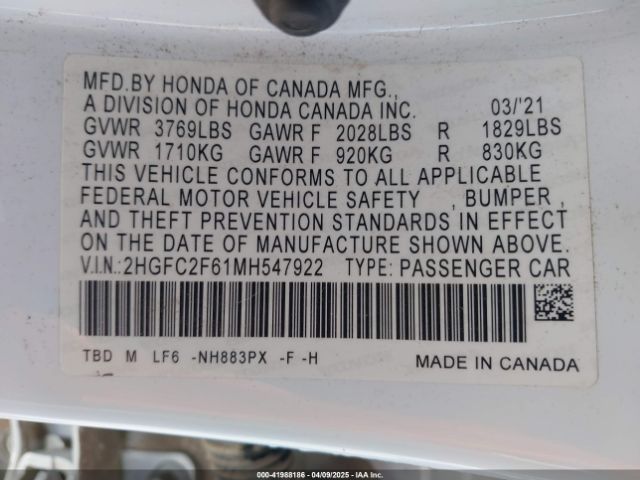 MFD.BY HONDA OF CANADA MFG.,
A DIVISION OF HONDA CANADA INC. 03/'21
GVWR 3769LBS GAWR F 2028LBS R 1829LBS
GVWR 1710KG GAWR F 920KG R 830KG
THIS VEHICLE CONFORMS TO ALL APPLICABLE
FEDERAL MOTOR VEHICLE SAFETY , BUMPER ,
AND THEFT PREVENTION STANDARDS IN EFFECT
ON THE DATE OF MANUFACTURE SHOWN ABOVE.
V.I.N.:2HGFC2F61MH547922 TYPE: PASSENGER CAR
TBD M LF6 -NH883PX -F -H MADE IN CANADA
000-41988186 - 04/09/2025 - IAA Inc.